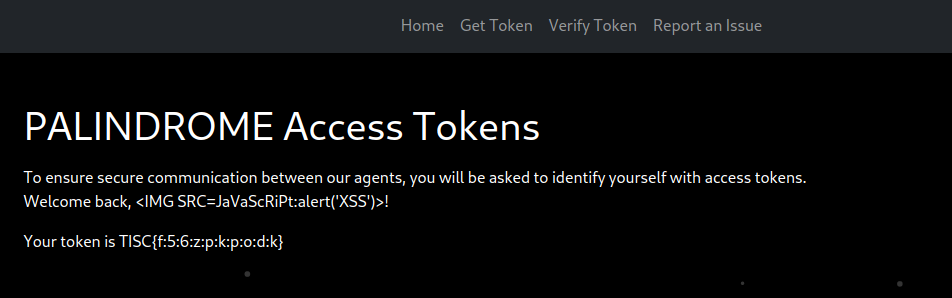 Home Get Token Verify Token Report an Issue
PALINDROME Access Tokens
To ensure secure communication between our agents, you will be asked to identify yourself with access tokens.
Welcome back, <IMG SRC=JaVaScRiPt:alert('XSS')>!
Your token is TISC{f:5:6:z:p:k:p:o:d:k}